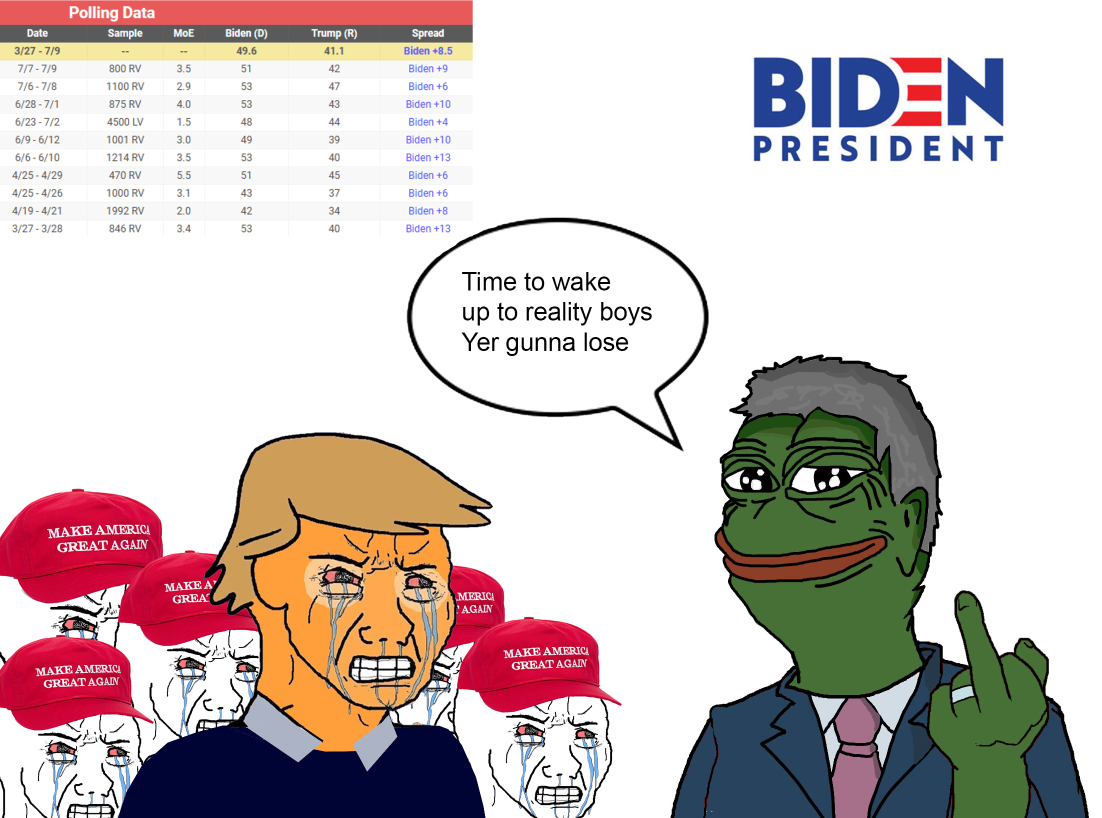 Polling Data
Date Sample MoE Biden (D) Trump (R) Spread
3/27 - 7/9 -- -- 49.6 41.1 Biden +8.5
7/7 - 7/9 800 RV 3.5 51 42 Biden +9
7/6 - 7/8 1100 RV 2.9 53 47 Biden +6
6/28 - 7/1 875 RV 4.0 53 43 Biden +10
6/23 - 7/2 4500 LV 1.5 48 44 Biden +4
6/9 - 6/12 1001 RV 3.0 49 39 Biden +10
6/6 - 6/10 1214 RV 3.5 53 40 Biden +13
4/25 - 4/29 470 RV 5.5 51 45 Biden +6
4/25 - 4/26 1000 RV 3.1 43 37 Biden +6
4/19 - 4/21 1992 RV 2.0 42 34 Biden +8
3/27 - 3/28 846 RV 3.4 53 40 Biden +13
BIDEN
PRESIDENT
Time to wake
up to reality boys
Yer gunna lose
MAKE AMERICA
GREAT AGAIN
MAKE A
GREA
MERICA
AGAIN
MAKE AMERICA
GREAT AGAIN
MAKE AMERICA
GREAT AGAIN